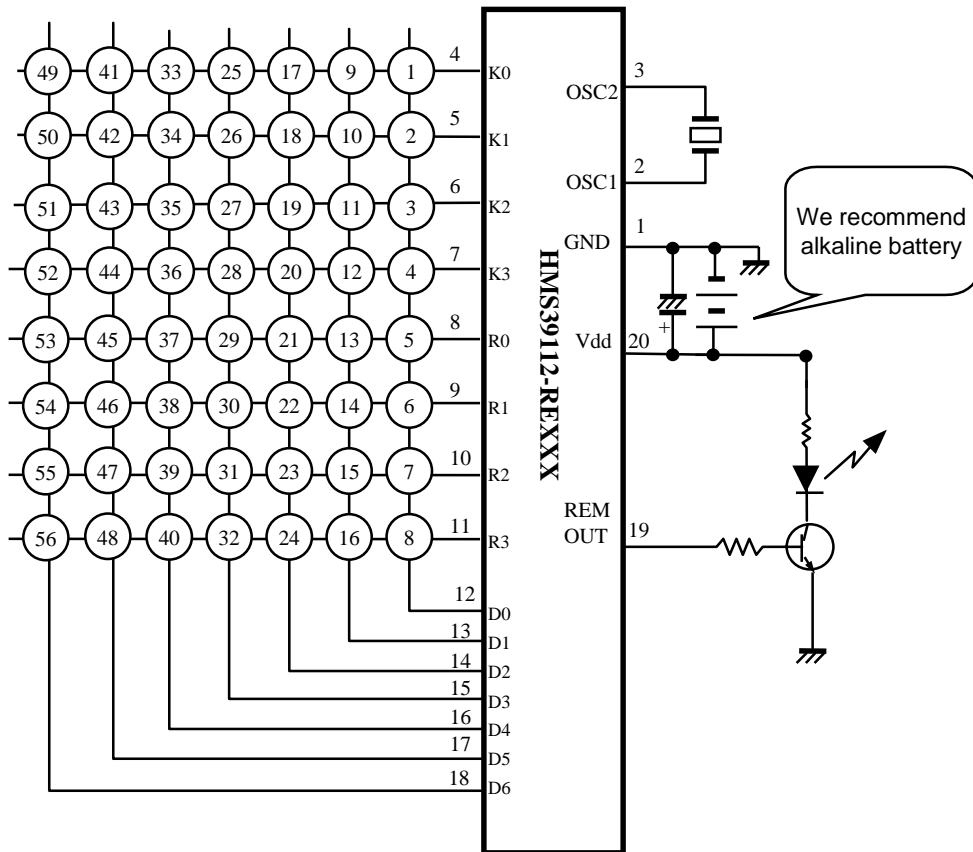 49 41 33 25 17 9 1 4 K0
50 42 34 26 18 10 2 5 K1
51 43 35 27 19 11 3 6 K2
52 44 36 28 20 12 4 7 K3
53 45 37 29 21 13 5 8 R0
54 46 38 30 22 14 6 9 R1
55 47 39 31 23 15 7 10 R2
56 48 40 32 24 16 8 11 R3
12 D0
13 D1
14 D2
15 D3
16 D4
17 D5
18 D6
HMS39112-REXXX
OSC2 3
OSC1 2
GND 1
+
Vdd 20
REM
OUT 19
We recommend
alkaline battery